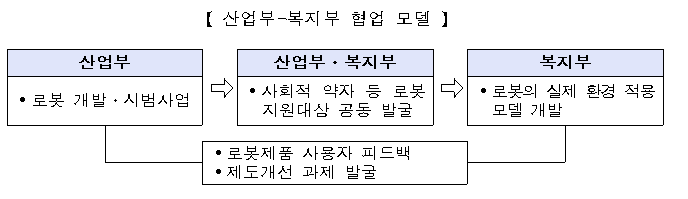 【 산업부-복지부 협업 모델 】
산업부
• 로봇 개발·시범사업
산업부·복지부
• 사회적 약자 등 로봇
지원대상 공동 발굴
복지부
• 로봇의 실제 환경 적용
모델 개발
• 로봇제품 사용자 피드백
• 제도개선 과제 발굴